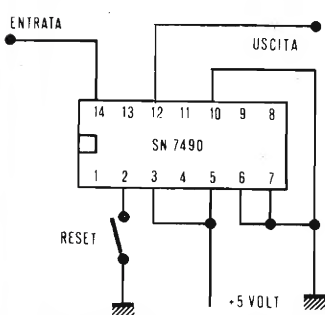 ENTRATA
USCITA
14 13 12 11 10 9 8
SN 7490
1 2 3 4 5 6 7
RESET
+5 VOLT